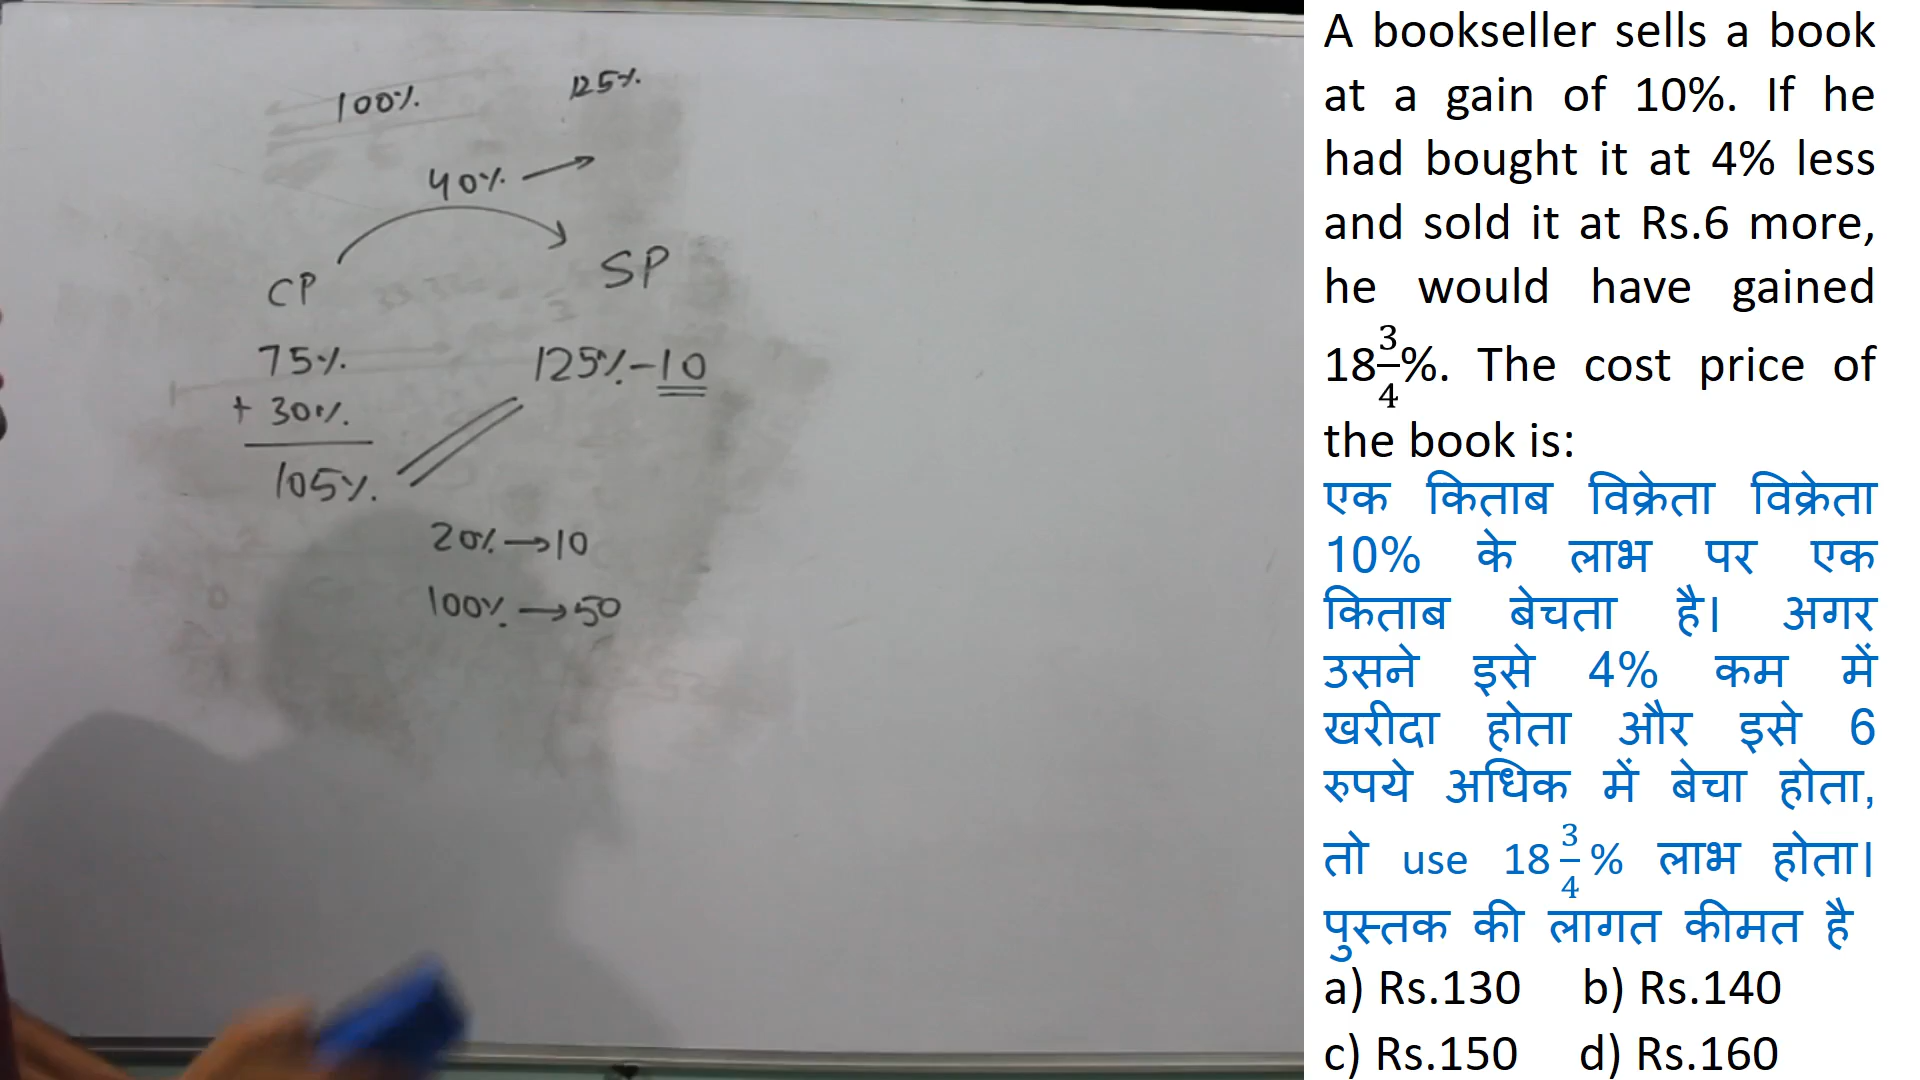 100% 125%
40%
CP SP
75% 125%-10
+ 30%
105%
20% → 10
100% → 50
A bookseller sells a book
at a gain of 10%. If he
had bought it at 4% less
and sold it at Rs.6 more,
he would have gained
18 3/4%. The cost price of
the book is:
एक किताब विक्रेता विक्रेता
10% के लाभ पर एक
किताब बेचता है। अगर
उसने इसे 4% कम में
खरीदा होता और इसे 6
रुपये अधिक में बेचा होता,
तो use 18 3/4 % लाभ होता।
पुस्तक की लागत कीमत है
a) Rs.130 b) Rs.140
c) Rs.150 d) Rs.160